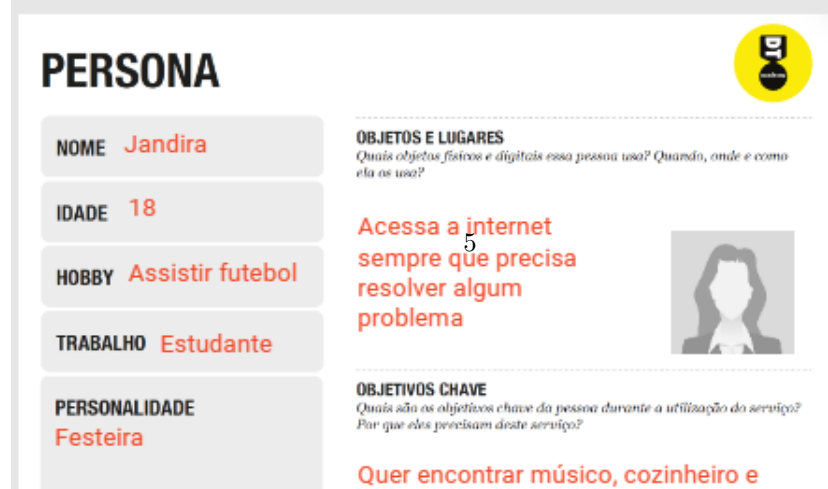 PERSONA
DT
academy
NOME Jandira
IDADE 18
HOBBY Assistir futebol
TRABALHO Estudante
PERSONALIDADE
Festeira
OBJETOS E LUGARES
Quais objetos físicos e digitais essa pessoa usa? Quando, onde e como
ela os usa?
Acessa a internet
5
sempre que precisa
resolver algum
problema
OBJETIVOS CHAVE
Quais são os objetivos chave da pessoa durante a utilização do serviço?
Por que eles precisam deste serviço?
Quer encontrar músico, cozinheiro e